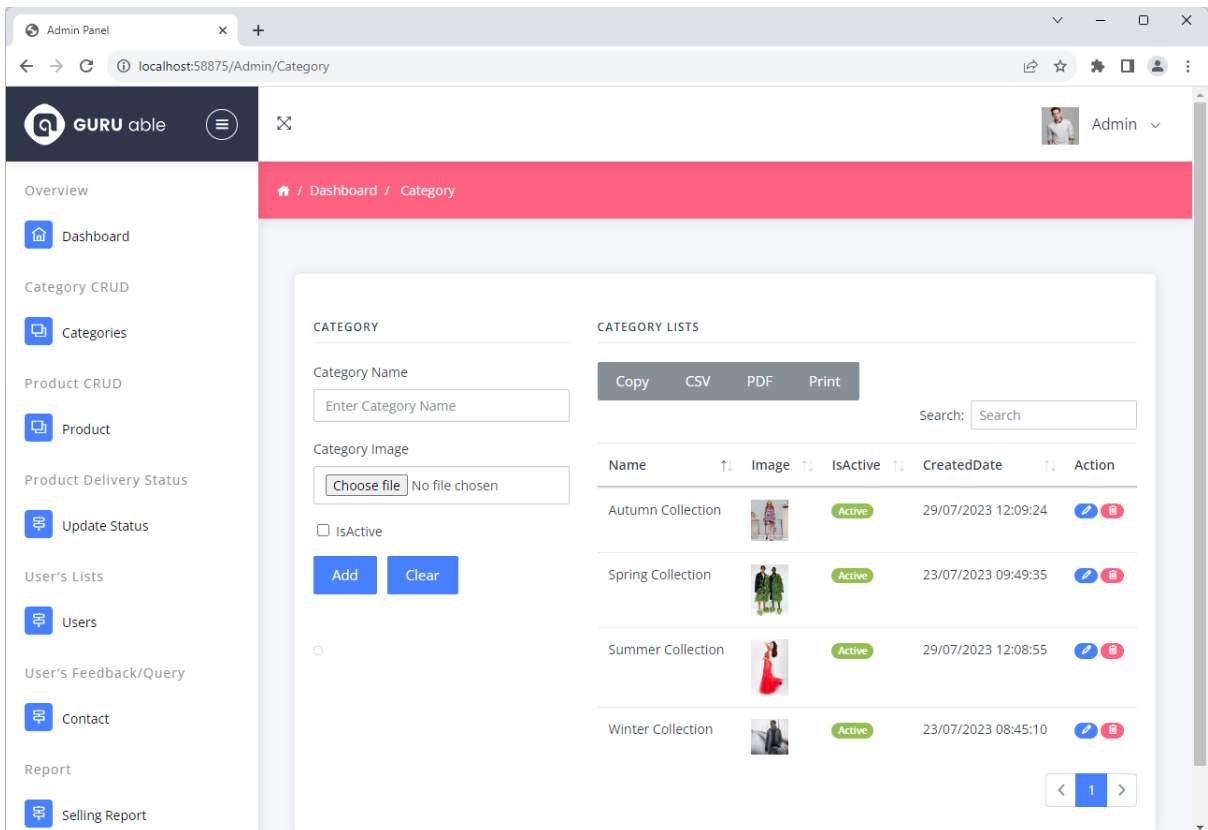 Admin Panel
localhost:58875/Admin/Category
GURU able
Admin
Overview
Dashboard
Category CRUD
Categories
Product CRUD
Product
Product Delivery Status
Update Status
User's Lists
Users
User's Feedback/Query
Contact
Report
Selling Report
/ Dashboard / Category
CATEGORY
Category Name
Enter Category Name
Category Image
Choose file No file chosen
IsActive
Add Clear
CATEGORY LISTS
Copy CSV PDF Print
Search: Search
Name Image IsActive CreatedDate Action
Autumn Collection Active 29/07/2023 12:09:24
Spring Collection Active 23/07/2023 09:49:35
Summer Collection Active 29/07/2023 12:08:55
Winter Collection Active 23/07/2023 08:45:10
1